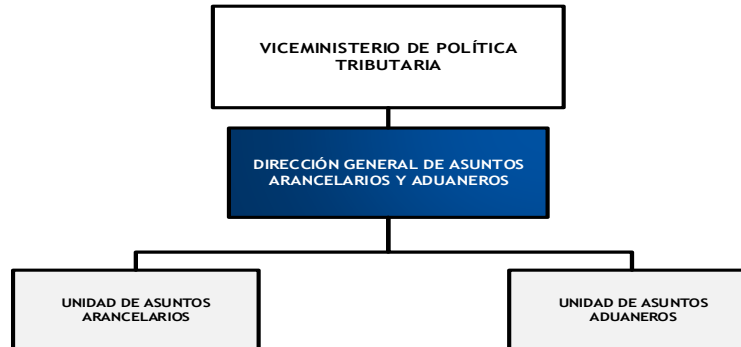 VICEMINISTERIO DE POLÍTICA
TRIBUTARIA
DIRECCIÓN GENERAL DE ASUNTOS
ARANCELARIOS Y ADUANEROS
UNIDAD DE ASUNTOS
ARANCELARIOS
UNIDAD DE ASUNTOS
ADUANEROS